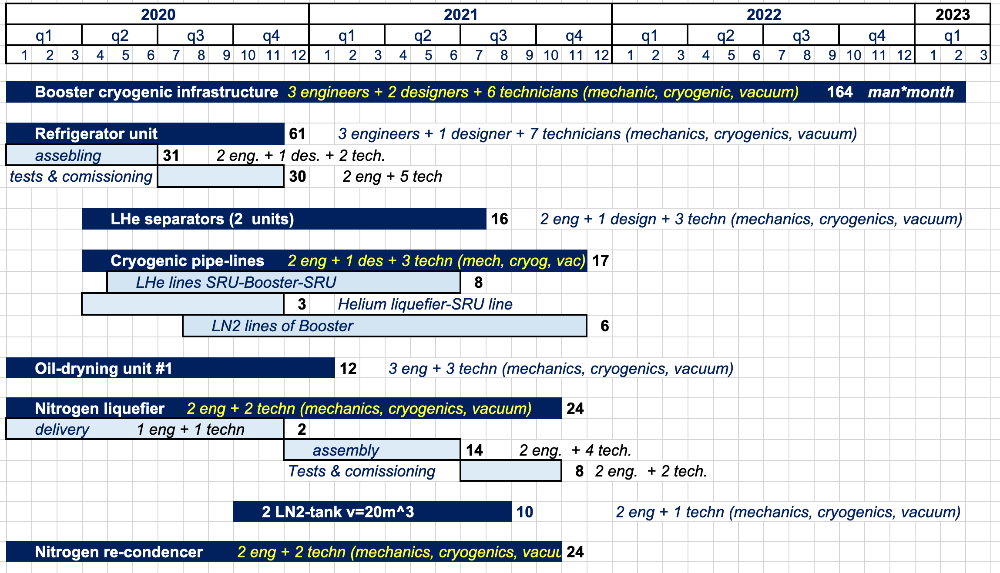 2020 2021 2022 2023
q1 q2 q3 q4 q1 q2 q3 q4 q1 q2 q3 q4 q1
1 2 3 4 5 6 7 8 9 10 11 12 1 2 3 4 5 6 7 8 9 10 11 12 1 2 3 4 5 6 7 8 9 10 11 12 1 2 3
Booster cryogenic infrastructure 3 engineers + 2 designers + 6 technicians (mechanic, cryogenic, vacuum) 164 man*month
Refrigerator unit 61 3 engineers + 1 designer + 7 technicians (mechanics, cryogenics, vacuum)
assebling 31 2 eng. + 1 des. + 2 tech.
tests & comissioning 30 2 eng + 5 tech
LHe separators (2 units) 16 2 eng + 1 design + 3 techn (mechanics, cryogenics, vacuum)
Cryogenic pipe-lines 2 eng + 1 des + 3 techn (mech, cryog, vac) 17
LHe lines SRU-Booster-SRU 8
3 Helium liquefier-SRU line
LN2 lines of Booster 6
Oil-dryning unit #1 12 3 eng + 3 techn (mechanics, cryogenics, vacuum)
Nitrogen liquefier 2 eng + 2 techn (mechanics, cryogenics, vacuum) 24
delivery 1 eng + 1 techn 2
assembly 14 2 eng. + 4 tech.
Tests & comissioning 8 2 eng. + 2 tech.
2 LN2-tank v=20m^3 10 2 eng + 1 techn (mechanics, cryogenics, vacuum)
Nitrogen re-condencer 2 eng + 2 techn (mechanics, cryogenics, vacuu 24